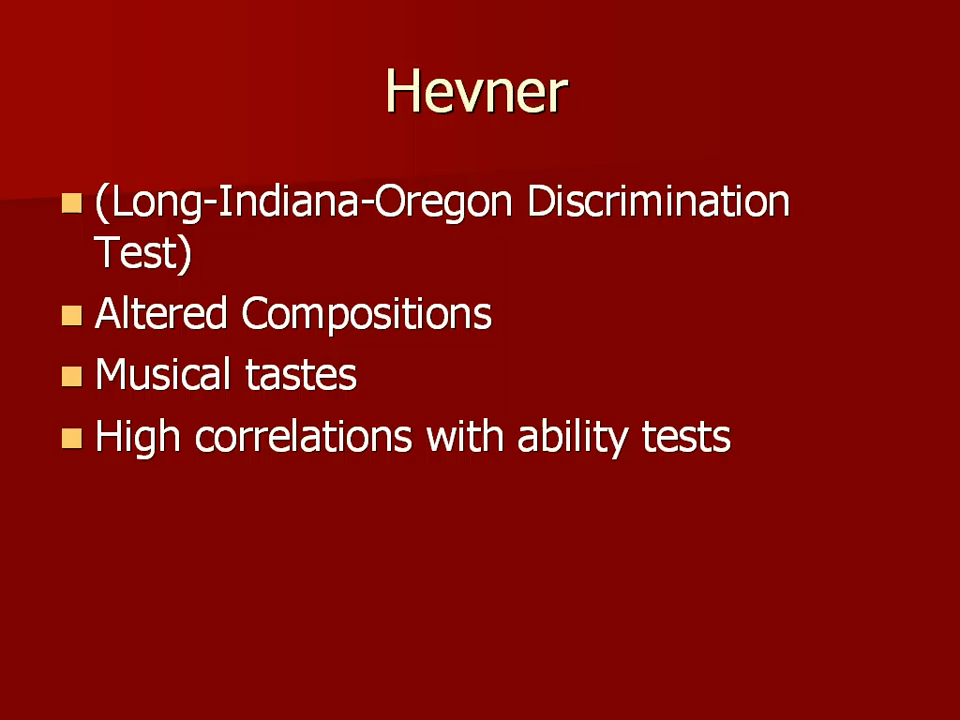 Hevner
(Long-Indiana-Oregon Discrimination
Test)
Altered Compositions
Musical tastes
High correlations with ability tests